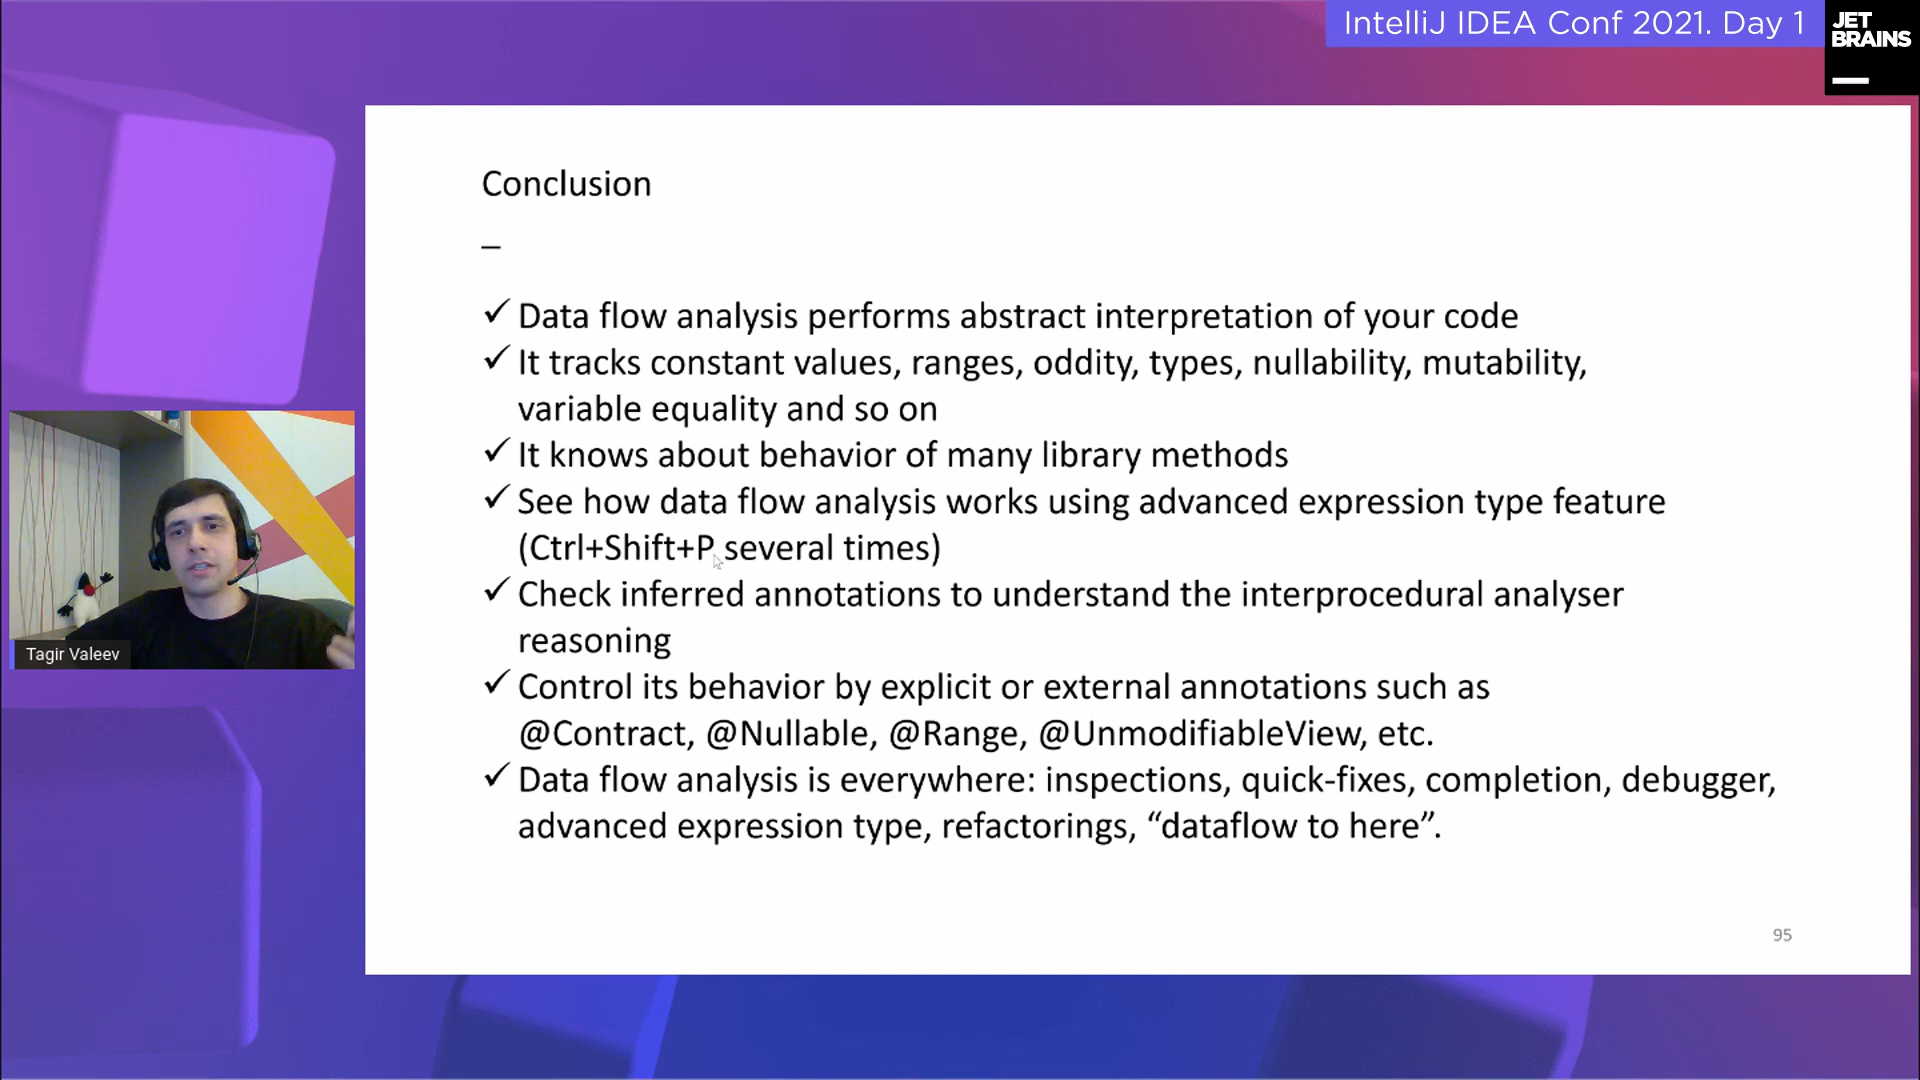 IntelliJ IDEA Conf 2021. Day 1
JET
BRAINS
Conclusion
–
✓ Data flow analysis performs abstract interpretation of your code
✓ It tracks constant values, ranges, oddity, types, nullability, mutability,
variable equality and so on
✓ It knows about behavior of many library methods
✓ See how data flow analysis works using advanced expression type feature
(Ctrl+Shift+P several times)
✓ Check inferred annotations to understand the interprocedural analyser
reasoning
✓ Control its behavior by explicit or external annotations such as
@Contract, @Nullable, @Range, @UnmodifiableView, etc.
✓ Data flow analysis is everywhere: inspections, quick-fixes, completion, debugger,
advanced expression type, refactorings, “dataflow to here”.
95
Tagir Valeev